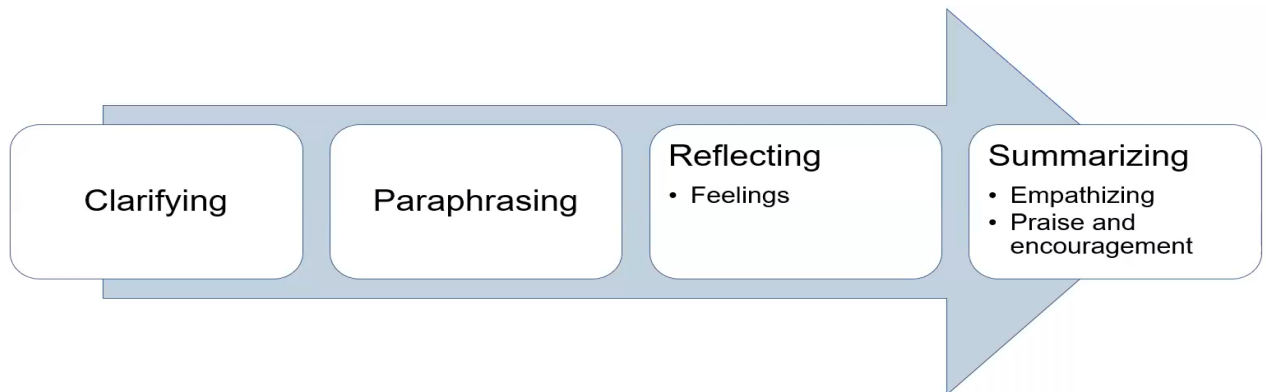 Clarifying
Paraphrasing
Reflecting
• Feelings
Summarizing
• Empathizing
• Praise and
encouragement